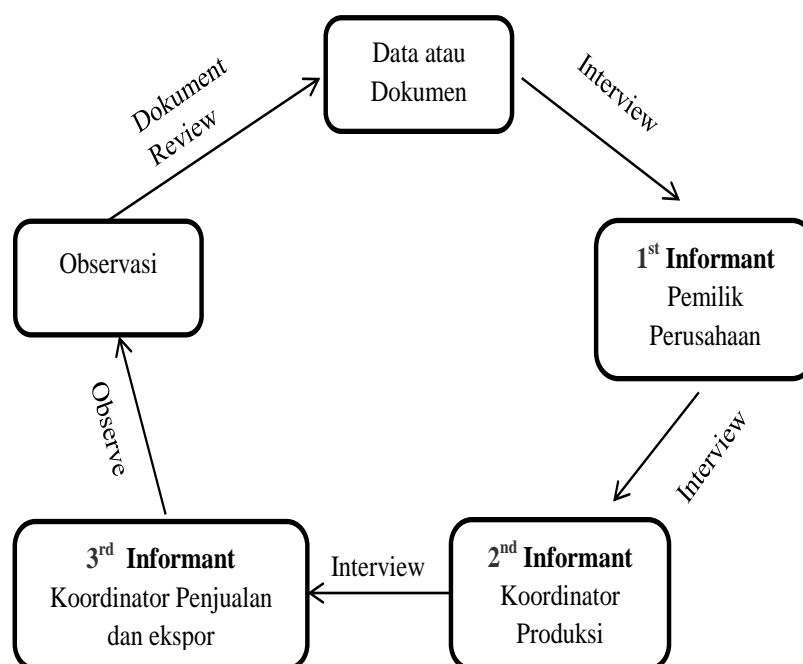 Data atau
Dokumen
Interview
1st Informant
Pemilik
Perusahaan
Interview
2nd Informant
Koordinator
Produksi
Interview
3rd Informant
Koordinator Penjualan
dan ekspor
Observe
Observasi
Dokument
Review